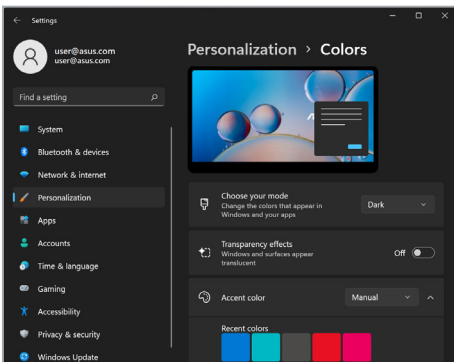 Settings
user@asus.com
user@asus.com
Find a setting
System
Bluetooth & devices
Network & internet
Personalization
Apps
Accounts
Time & language
Gaming
Accessibility
Privacy & security
Windows Update
Personalization > Colors
Choose your mode
Change the colors that appear in
Windows and your apps
Dark
Transparency effects
Windows and surfaces appear
translucent
Off
Accent color
Manual
Recent colors